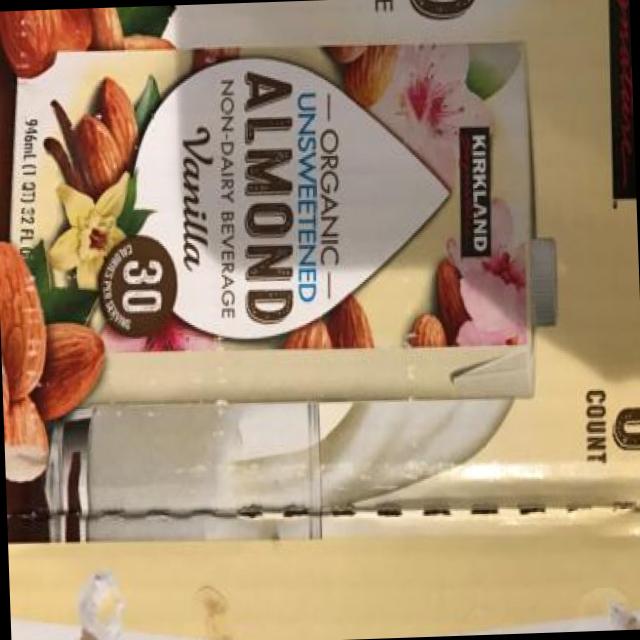 KIRKLAND
ORGANIC
UNSWEETENED
ALMOND
NON-DAIRY BEVERAGE
Vanilla
30
946mL (1 QT) 32 FL
COUNT